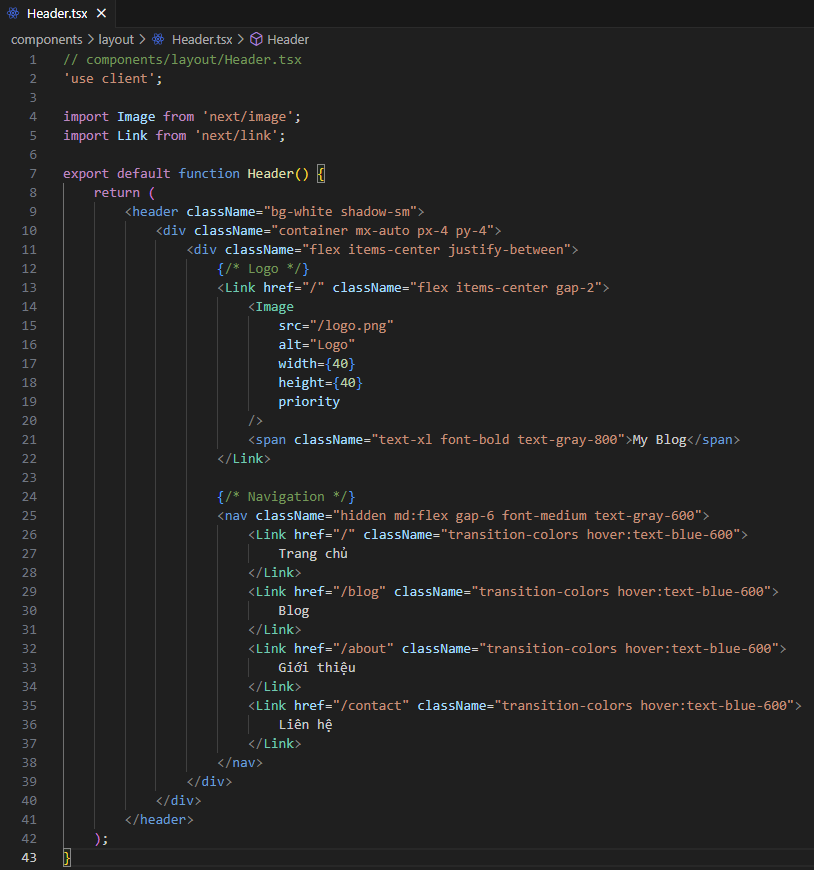 Header.tsx ×
components > layout > Header.tsx > Header
1 // components/layout/Header.tsx
2 'use client';
3
4 import Image from 'next/image';
5 import Link from 'next/link';
6
7 export default function Header() {
8     return (
9         <header className="bg-white shadow-sm">
10             <div className="container mx-auto px-4 py-4">
11                 <div className="flex items-center justify-between">
12                     {/* Logo */}
13                     <Link href="/" className="flex items-center gap-2">
14                         <Image
15                             src="/logo.png"
16                             alt="Logo"
17                             width={40}
18                             height={40}
19                             priority
20                         />
21                         <span className="text-xl font-bold text-gray-800">My Blog</span>
22                     </Link>
23
24                     {/* Navigation */}
25                     <nav className="hidden md:flex gap-6 font-medium text-gray-600">
26                         <Link href="/" className="transition-colors hover:text-blue-600">
27                             Trang chủ
28                         </Link>
29                         <Link href="/blog" className="transition-colors hover:text-blue-600">
30                             Blog
31                         </Link>
32                         <Link href="/about" className="transition-colors hover:text-blue-600">
33                             Giới thiệu
34                         </Link>
35                         <Link href="/contact" className="transition-colors hover:text-blue-600">
36                             Liên hệ
37                         </Link>
38                     </nav>
39                 </div>
40             </div>
41         </header>
42     );
43 }